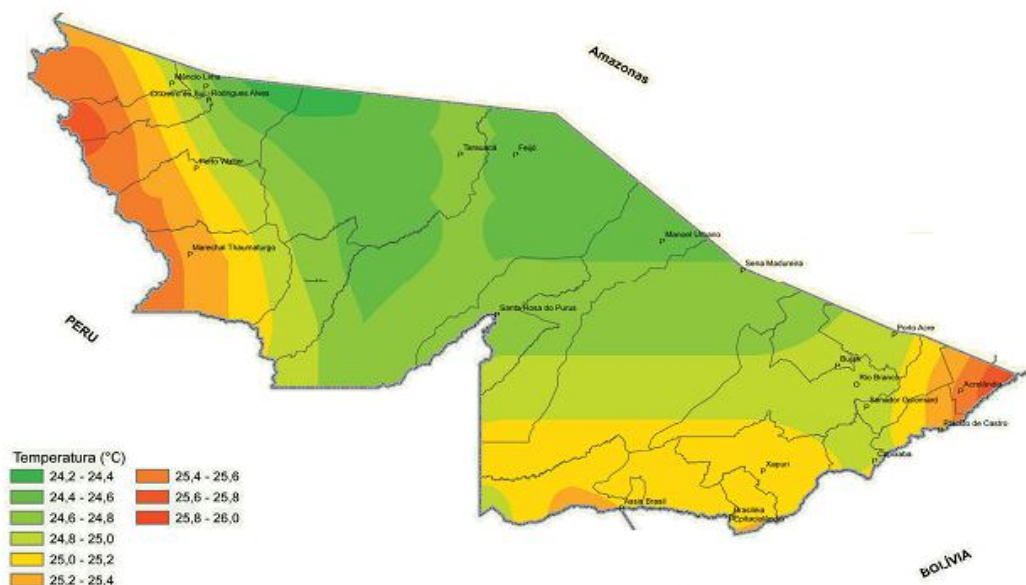 Amazonas
Mâncio Lima
Rodrigues Alves
Porto Walter
Marechal Thaumaturgo
Tarauacá
Feijó
Manoel Urbano
Sena Madureira
Santa Rosa do Purus
Porto Acre
Bujari
Rio Branco
Senador Guiomard
Acrelândia
Plácido de Castro
Capixaba
Xapuri
Assis Brasil
Brasiléia
Epitaciolândia
PERU
BOLÍVIA
Temperatura (°C)
24,2 - 24,4
24,4 - 24,6
24,6 - 24,8
24,8 - 25,0
25,0 - 25,2
25,2 - 25,4
25,4 - 25,6
25,6 - 25,8
25,8 - 26,0